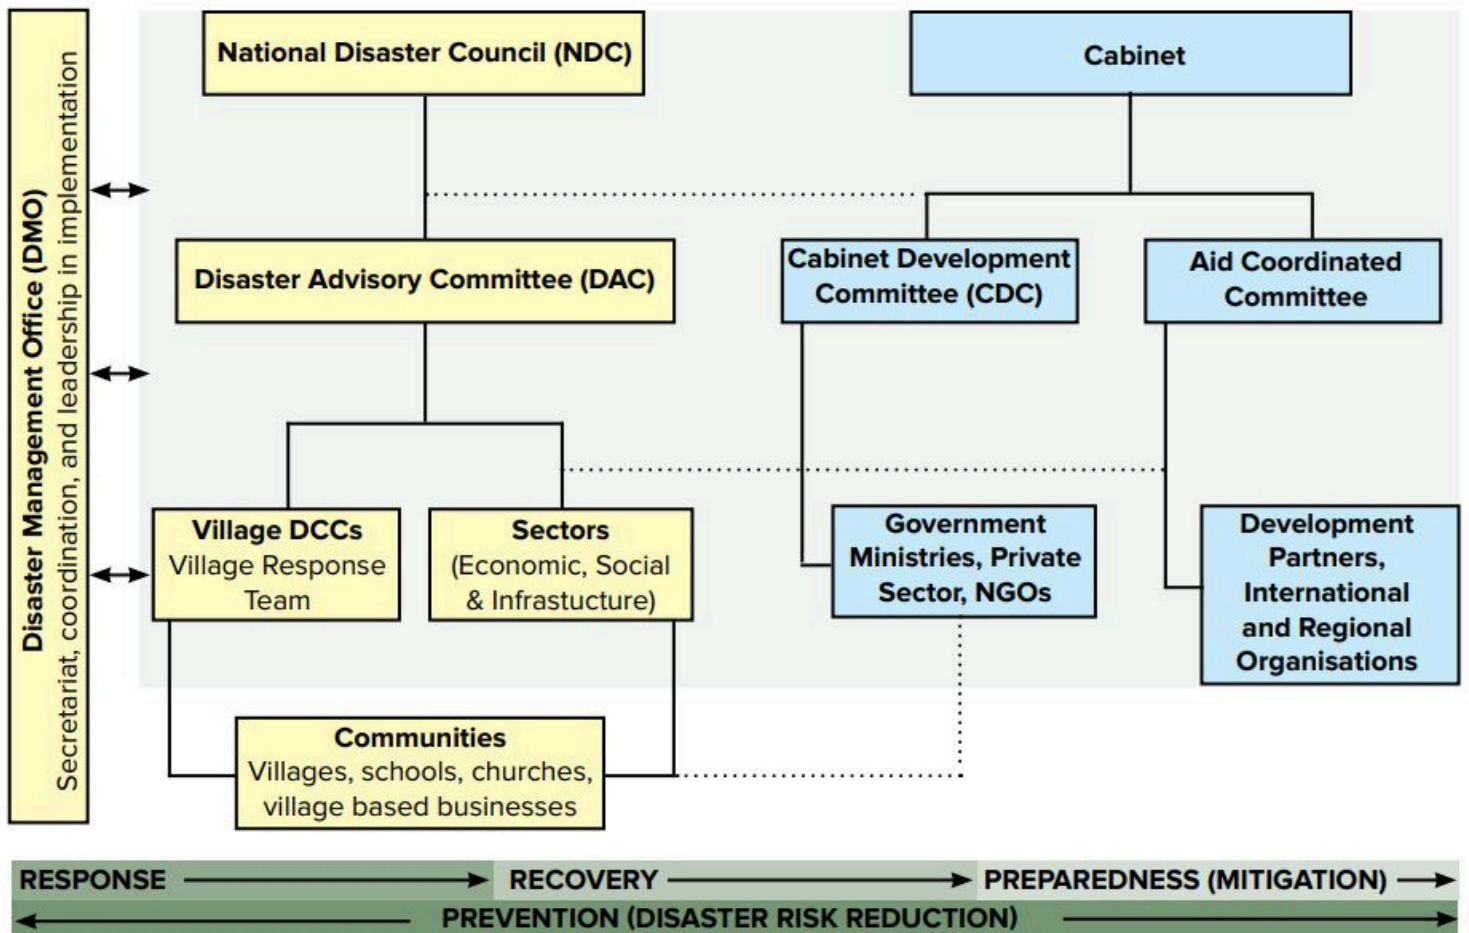 Disaster Management Office (DMO)
Secretariat, coordination, and leadership in implementation
National Disaster Council (NDC)
Cabinet
Disaster Advisory Committee (DAC)
Cabinet Development
Committee (CDC)
Aid Coordinated
Committee
Village DCCs
Village Response
Team
Sectors
(Economic, Social
& Infrastucture)
Government
Ministries, Private
Sector, NGOs
Development
Partners,
International
and Regional
Organisations
Communities
Villages, schools, churches,
village based businesses
RESPONSE
RECOVERY
PREPAREDNESS (MITIGATION)
PREVENTION (DISASTER RISK REDUCTION)